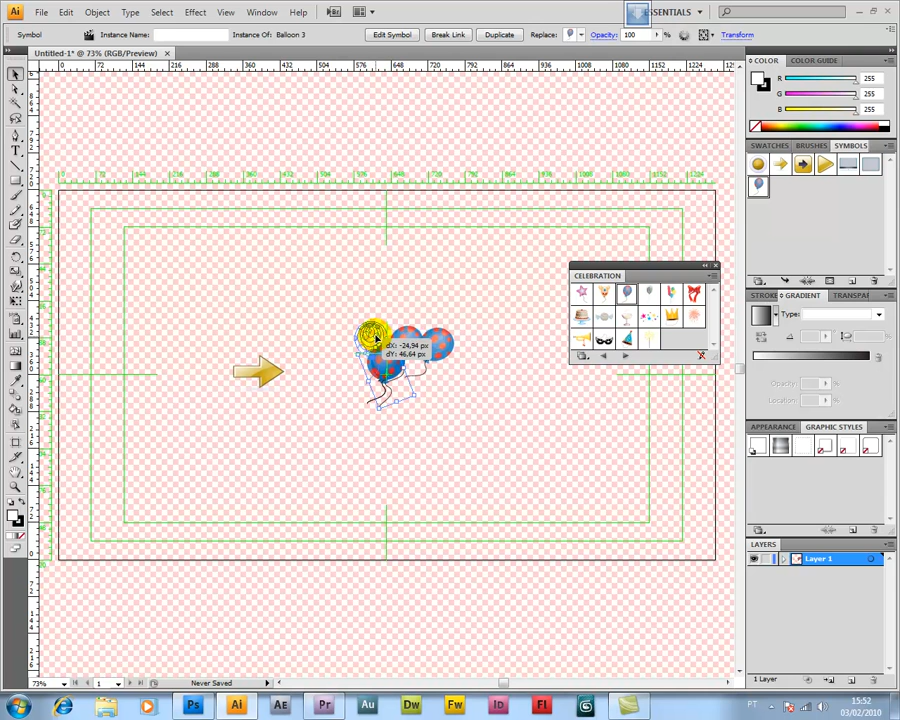 Ai File Edit Object Type Select Effect View Window Help Br ESSENTIALS
Symbol Instance Name: Instance Of: Balloon 3 Edit Symbol Break Link Duplicate Replace: Opacity: 100 % Transform
Untitled-1* @ 73% (RGB/Preview) ×
0 72 144 216 288 360 432 504 576 648 720 792 864 936 1008 1080 1152 1224
COLOR COLOR GUIDE
R 255
G 255
B 255
SWATCHES BRUSHES SYMBOLS
CELEBRATION
dX: -24,94 px
dY: 46.64 px
STROKE GRADIENT TRANSPAR
Type:
Opacity: %
Location: %
APPEARANCE GRAPHIC STYLES
LAYERS
Layer 1
1 Layer
73% 1 Never Saved
Ps Ai Ae Pr Au Dw Fw Id Fl PT 15:52
03/02/2010